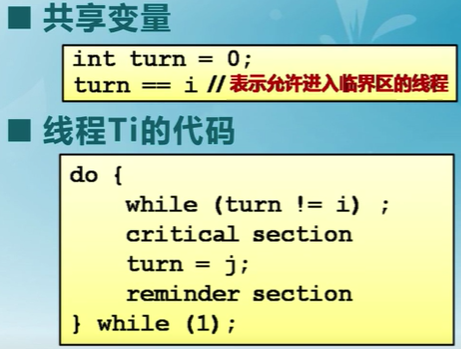 ■ 共享变量
int turn = 0;
turn == i //表示允许进入临界区的线程
■ 线程Ti的代码
do {
while (turn != i) ;
critical section
turn = j;
reminder section
} while (1);